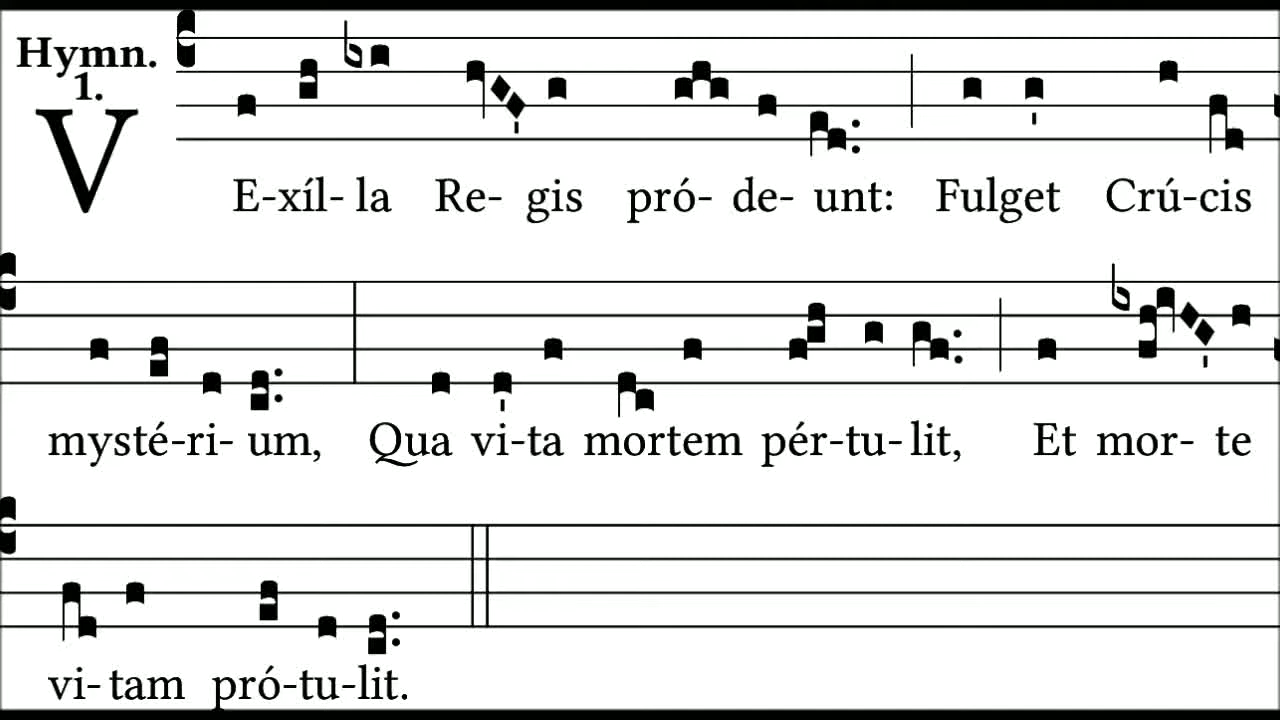 Hymn.
1.
VE-xíl-la Re-gis pró-de-unt: Fulget Crú-cis
mysté-ri-um, Qua vi-ta mortem pér-tu-lit, Et mor-te
vi-tam pró-tu-lit.